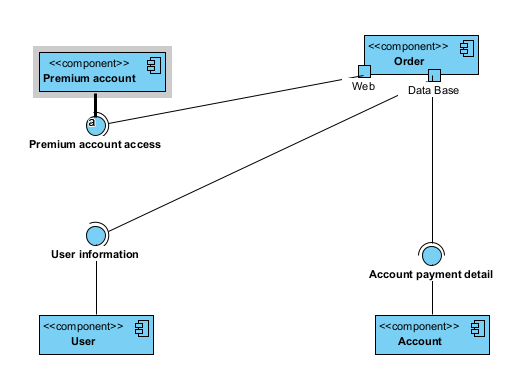 <<component>>
Premium account
<<component>>
Order
Web
Data Base
a
Premium account access
User information
Account payment detail
<<component>>
User
<<component>>
Account